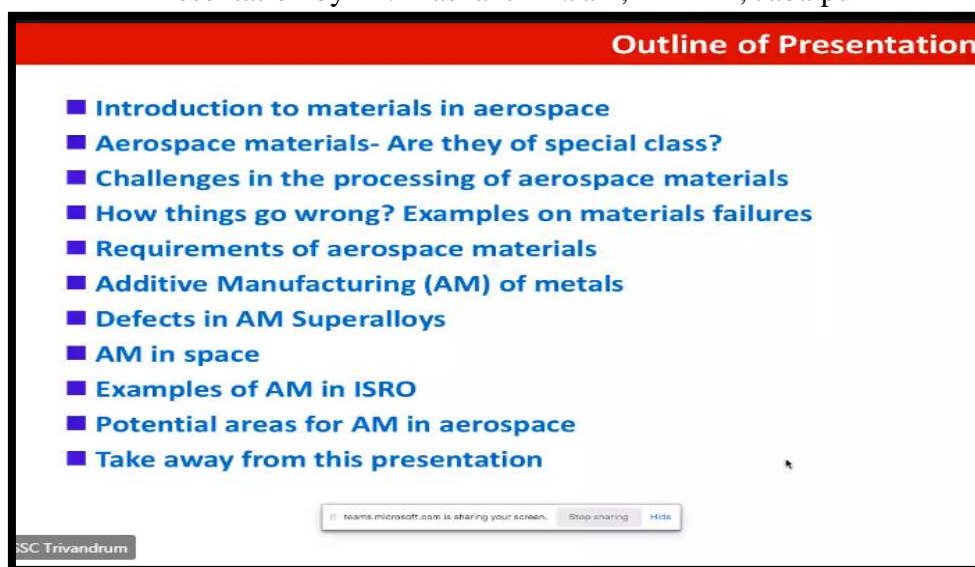 Outline of Presentation
Introduction to materials in aerospace
Aerospace materials- Are they of special class?
Challenges in the processing of aerospace materials
How things go wrong? Examples on materials failures
Requirements of aerospace materials
Additive Manufacturing (AM) of metals
Defects in AM Superalloys
AM in space
Examples of AM in ISRO
Potential areas for AM in aerospace
Take away from this presentation
teams.microsoft.com is sharing your screen. Stop sharing Hide
SSC Trivandrum